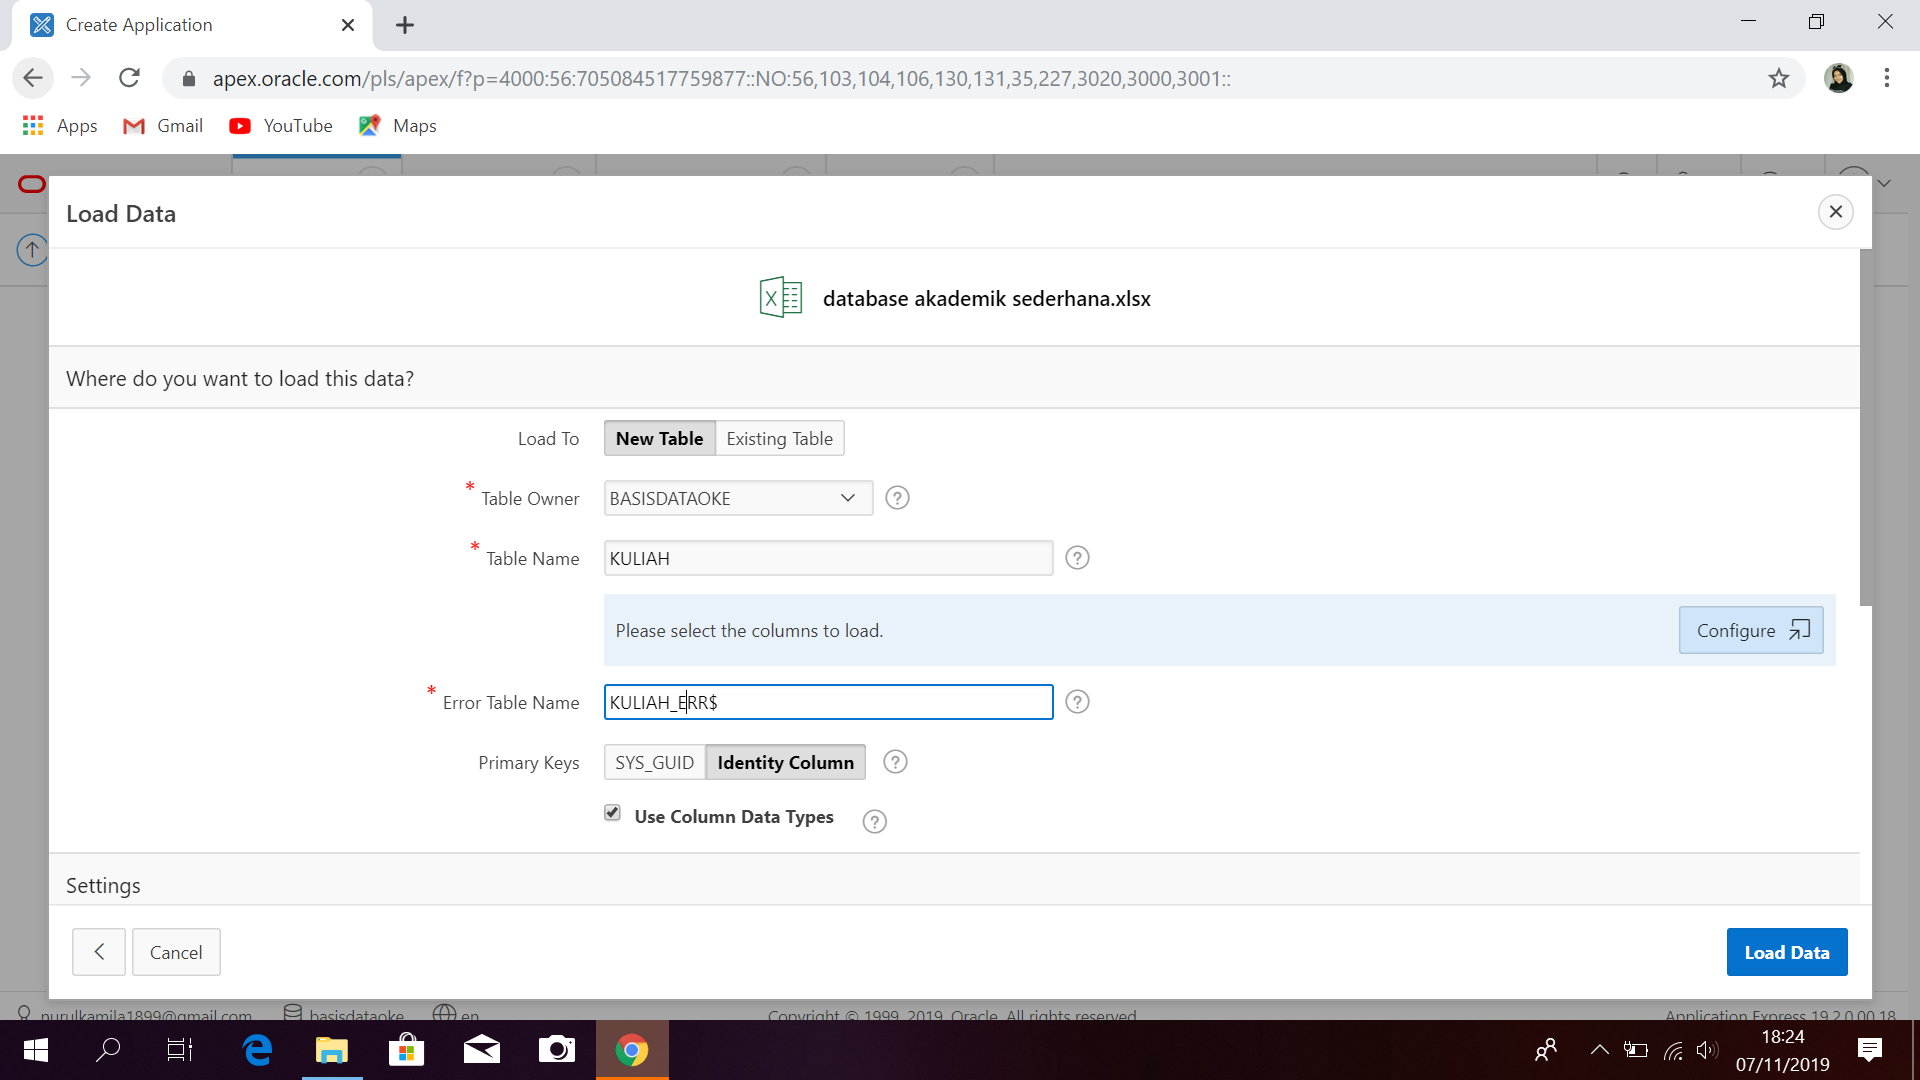 Create Application
apex.oracle.com/pls/apex/f?p=4000:56:705084517759877::NO:56,103,104,106,130,131,35,227,3020,3000,3001::
Apps Gmail YouTube Maps
Load Data
database akademik sederhana.xlsx
Where do you want to load this data?
Load To New Table Existing Table
* Table Owner BASISDATAOKE ?
* Table Name KULIAH ?
Please select the columns to load. Configure
* Error Table Name KULIAH_ERR$ ?
Primary Keys SYS_GUID Identity Column ?
Use Column Data Types ?
Settings
Cancel Load Data
nurulkamila1899@gmail.com basisdataoke en Copyright © 1999, 2019, Oracle. All rights reserved. Application Express 19.2.0.00.18
18:24
07/11/2019